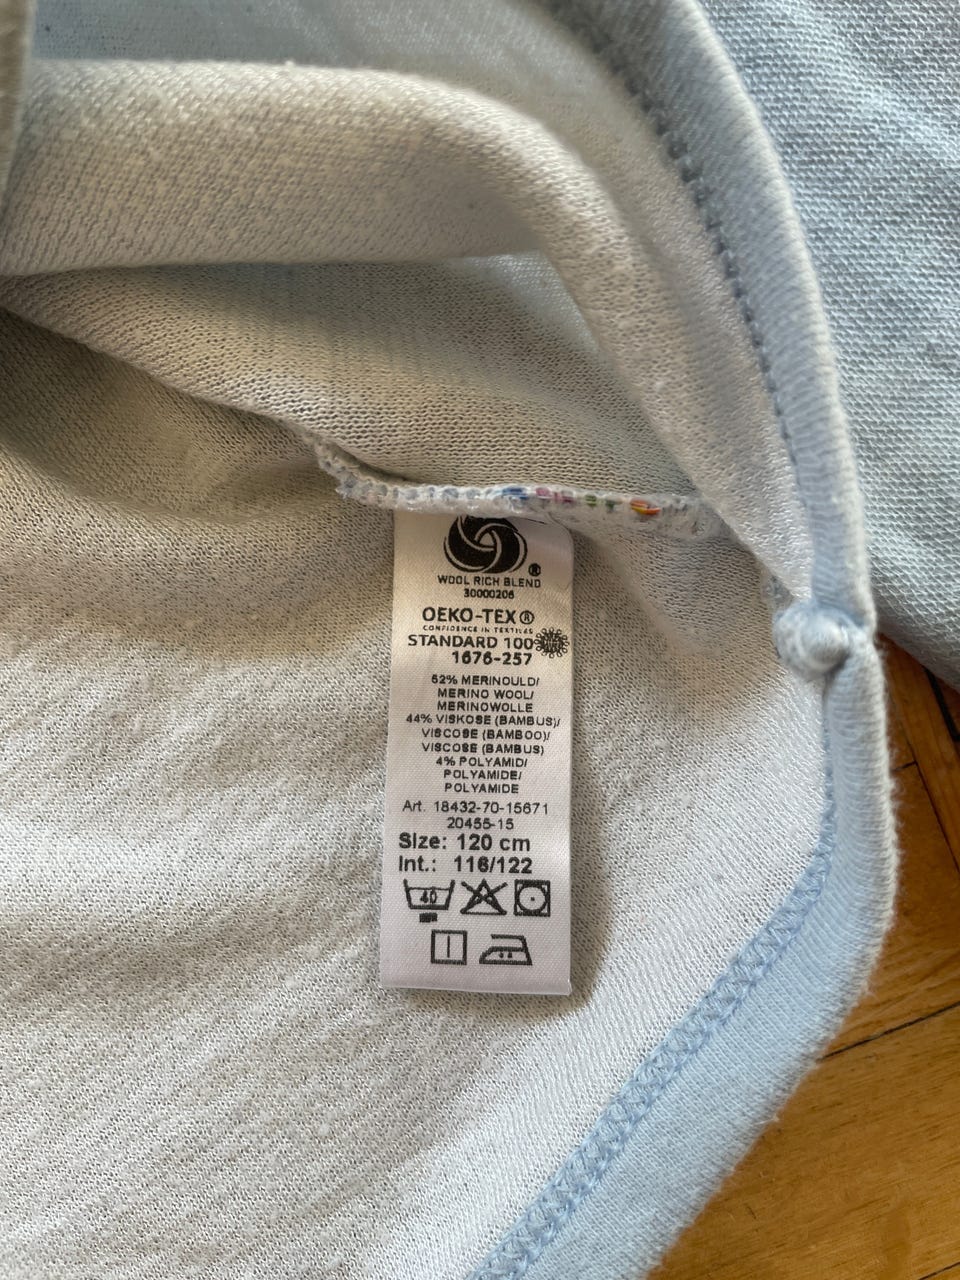 WOOL RICH BLEND
30000206
OEKO-TEX®
CONFIDENCE IN TEXTILES
STANDARD 100
1676-257
52% MERINOULD/
MERINO WOOL/
MERINOWOLLE
44% VISKOSE (BAMBUS)/
VISCOSE (BAMBOO)/
VISCOSE (BAMBUS)
4% POLYAMID/
POLYAMIDE/
POLYAMIDE
Art. 18432-70-15671
20455-15
Size: 120 cm
Int.: 116/122
40